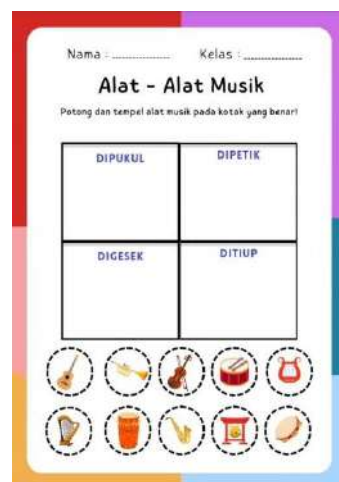 Nama : Kelas :
Alat - Alat Musik
Potong dan tempel alat musik pada kotak yang benar!
DIPUKUL DIPETIK
DIGESEK DITIUP